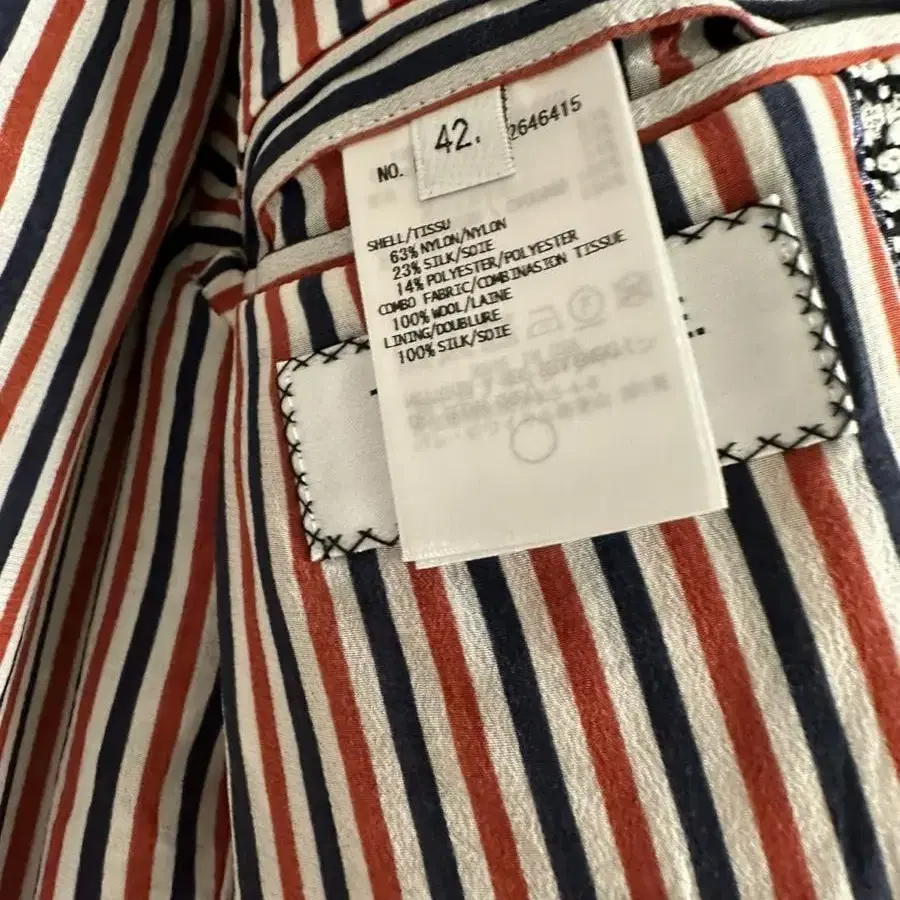 42.
NO. 2646415
SHELL/TISSU
63% NYLON/NYLON
23% SILK/SOIE
14% POLYESTER/POLYESTER
COMBO FABRIC/COMBINASION TISSUE
100% WOOL/LAINE
LINING/DOUBLURE
100% SILK/SOIE